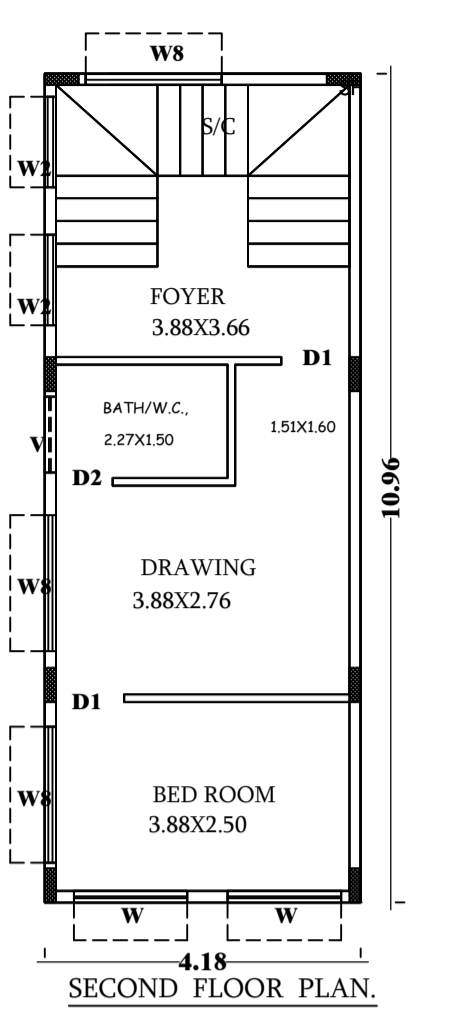 W8
S/C
W2
W2
FOYER
3.88X3.66
D1
BATH/W.C.,
2.27X1.50
1.51X1.60
V
D2
10.96
DRAWING
3.88X2.76
W8
D1
BED ROOM
3.88X2.50
W8
W
W
4.18
SECOND FLOOR PLAN.